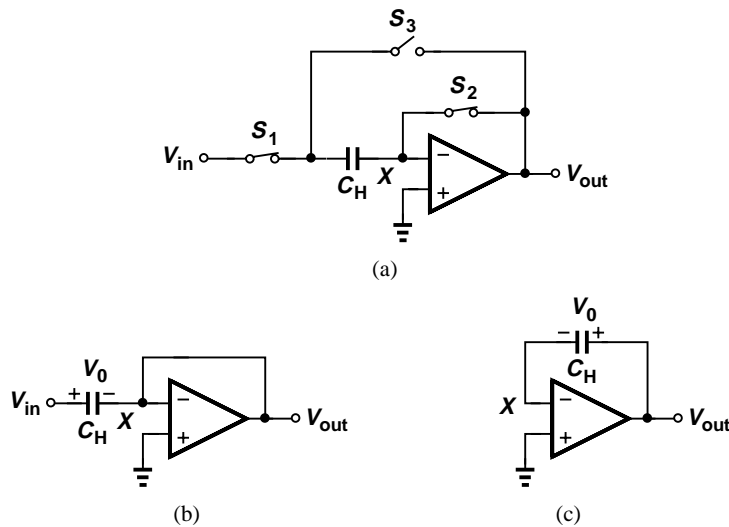 S3
S2
Vin
S1
X
CH
−
+
Vout
(a)
V0
+ −
Vin
CH
X
−
+
Vout
(b)
V0
− +
CH
X
−
+
Vout
(c)